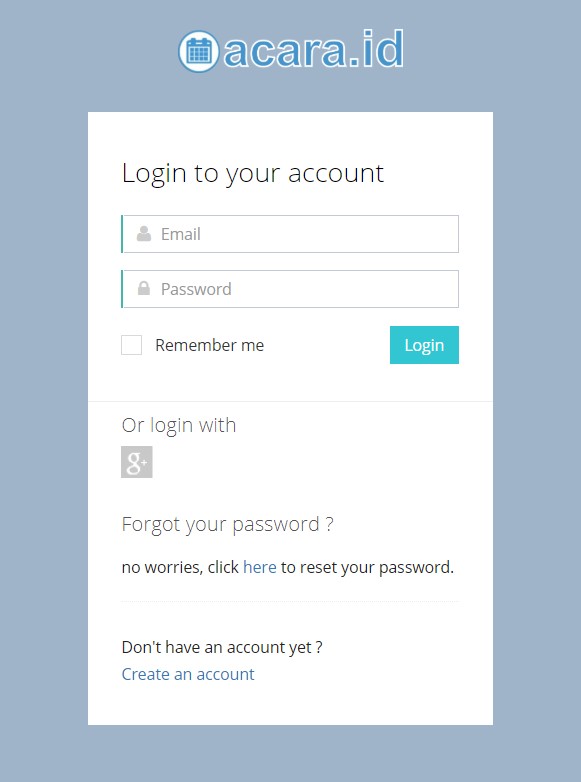 acara.id
Login to your account
Email
Password
Remember me
Login
Or login with
g+
Forgot your password ?
no worries, click here to reset your password.
Don't have an account yet ?
Create an account